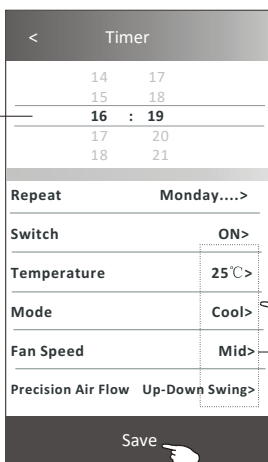 < Timer
14 17
15 18
16 : 19
17 20
18 21
Repeat Monday....>
Switch ON>
Temperature 25℃>
Mode Cool>
Fan Speed Mid>
Precision Air Flow Up-Down Swing>
Save